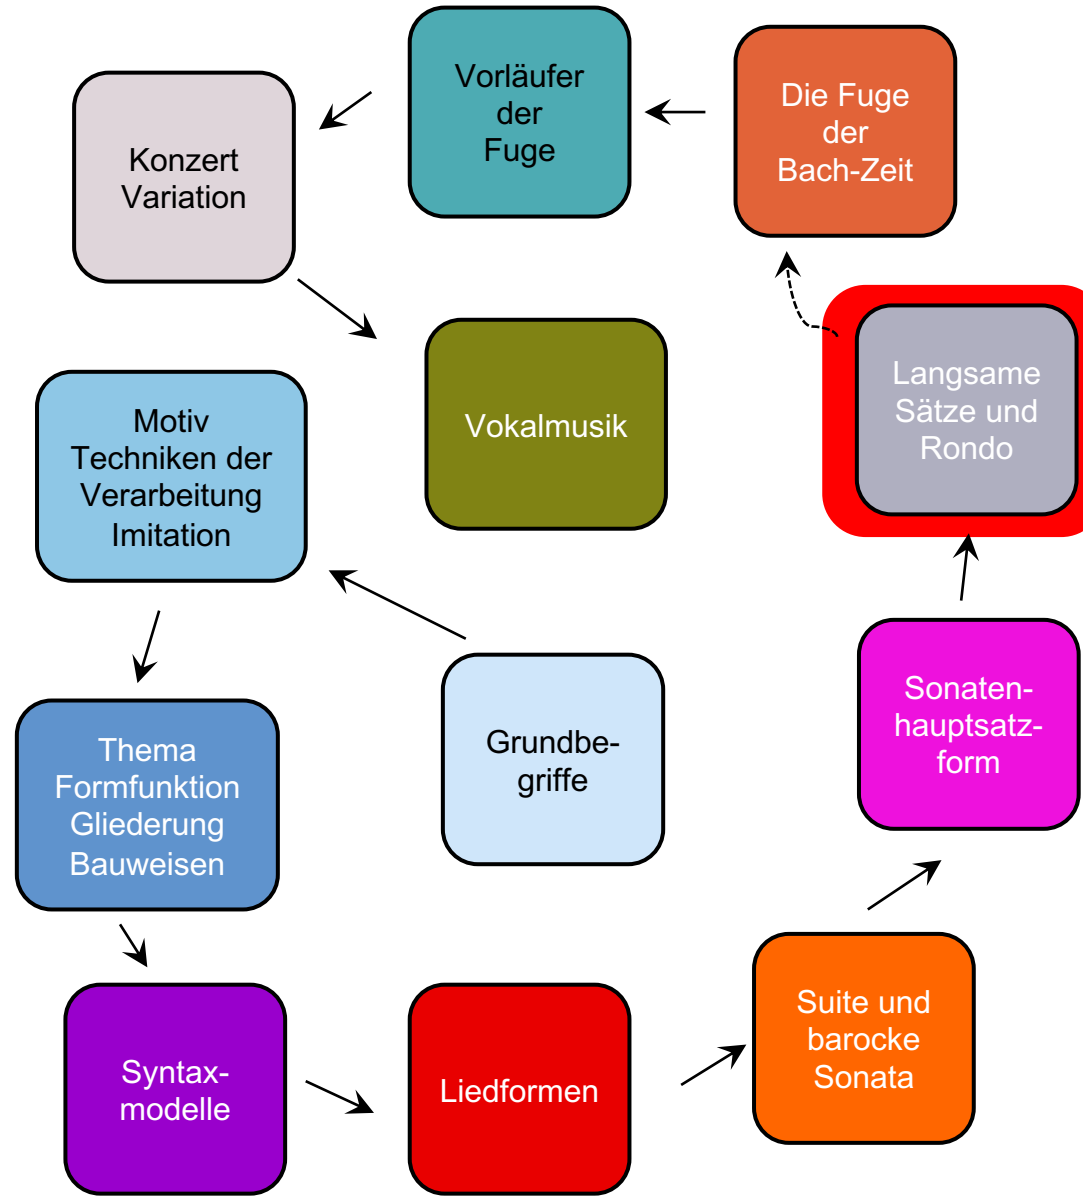 Vorläufer
der
Fuge
Die Fuge
der
Bach-Zeit
Konzert
Variation
Langsame
Sätze und
Rondo
Vokalmusik
Motiv
Techniken der
Verarbeitung
Imitation
Sonaten-
hauptsatz-
form
Grundbe-
griffe
Thema
Formfunktion
Gliederung
Bauweisen
Suite und
barocke
Sonata
Syntax-
modelle
Liedformen